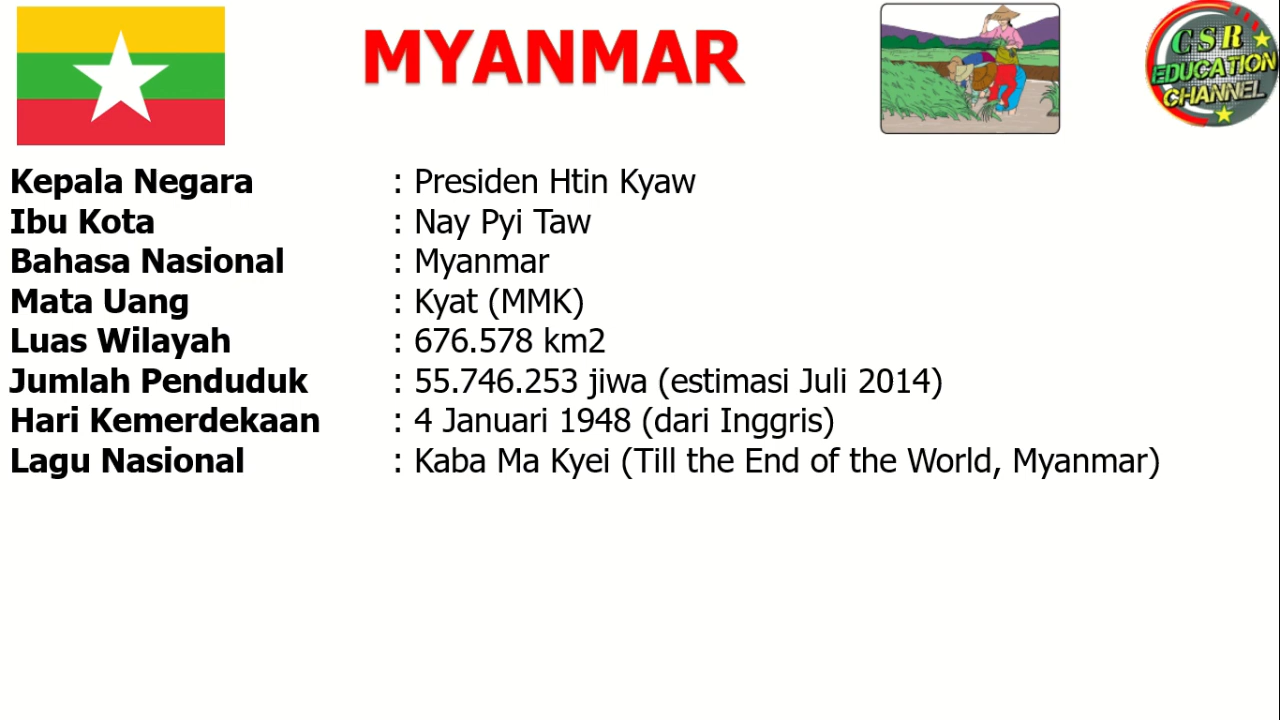 MYANMAR
CSR
EDUCATION
CHANNEL
Kepala Negara : Presiden Htin Kyaw
Ibu Kota : Nay Pyi Taw
Bahasa Nasional : Myanmar
Mata Uang : Kyat (MMK)
Luas Wilayah : 676.578 km2
Jumlah Penduduk : 55.746.253 jiwa (estimasi Juli 2014)
Hari Kemerdekaan : 4 Januari 1948 (dari Inggris)
Lagu Nasional : Kaba Ma Kyei (Till the End of the World, Myanmar)